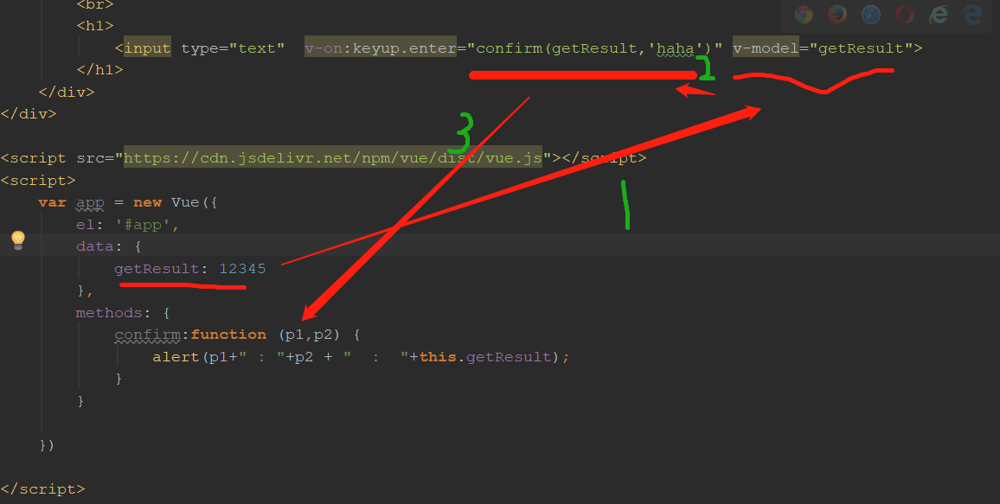 <br>
<h1>
<input type="text"  v-on:keyup.enter="confirm(getResult,'haha')" v-model="getResult">
</h1>
</div>
</div>
<script src="https://cdn.jsdelivr.net/npm/vue/dist/vue.js"></script>
<script>
var app = new Vue({
el: '#app',
data: {
getResult: 12345
},
methods: {
confirm:function (p1,p2) {
alert(p1+" : "+p2 + "  :  "+this.getResult);
}
}
})
</script>
3
1